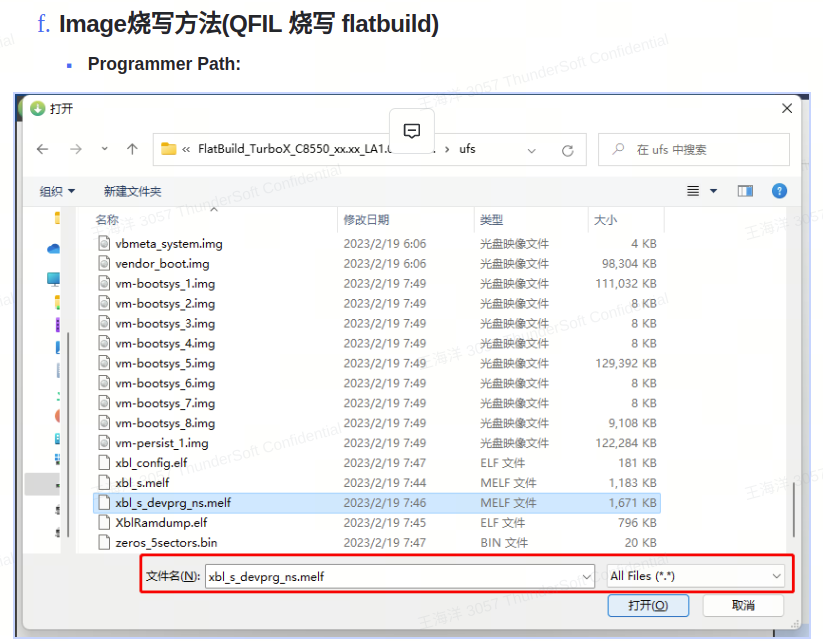 f. Image烧写方法(QFIL 烧写 flatbuild)
▪ Programmer Path:
打开
« FlatBuild_TurboX_C8550_xx.xx_LA1.0 › ufs
在 ufs 中搜索
组织 新建文件夹
名称 修改日期 类型 大小
vbmeta_system.img 2023/2/19 6:06 光盘映像文件 4 KB
vendor_boot.img 2023/2/19 6:06 光盘映像文件 98,304 KB
vm-bootsys_1.img 2023/2/19 7:49 光盘映像文件 111,032 KB
vm-bootsys_2.img 2023/2/19 7:49 光盘映像文件 8 KB
vm-bootsys_3.img 2023/2/19 7:49 光盘映像文件 8 KB
vm-bootsys_4.img 2023/2/19 7:49 光盘映像文件 8 KB
vm-bootsys_5.img 2023/2/19 7:49 光盘映像文件 129,392 KB
vm-bootsys_6.img 2023/2/19 7:49 光盘映像文件 8 KB
vm-bootsys_7.img 2023/2/19 7:49 光盘映像文件 8 KB
vm-bootsys_8.img 2023/2/19 7:49 光盘映像文件 9,108 KB
vm-persist_1.img 2023/2/19 7:49 光盘映像文件 122,284 KB
xbl_config.elf 2023/2/19 7:47 ELF 文件 181 KB
xbl_s.melf 2023/2/19 7:44 MELF 文件 1,183 KB
xbl_s_devprg_ns.melf 2023/2/19 7:46 MELF 文件 1,671 KB
XblRamdump.elf 2023/2/19 7:45 ELF 文件 796 KB
zeros_5sectors.bin 2023/2/19 7:47 BIN 文件 20 KB
文件名(N): xbl_s_devprg_ns.melf All Files (*.*)
打开(O) 取消
王海洋 3057 ThunderSoft Confidential